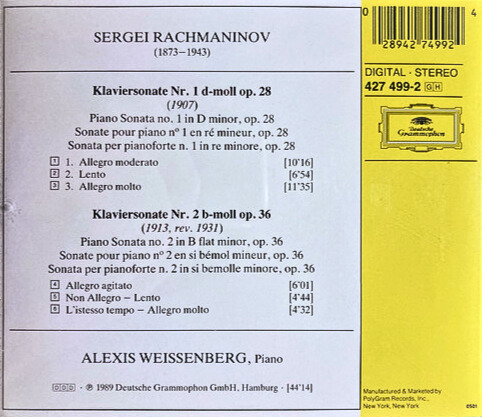 SERGEI RACHMANINOV
(1873–1943)
Klaviersonate Nr. 1 d-moll op. 28
(1907)
Piano Sonata no. 1 in D minor, op. 28
Sonate pour piano n° 1 en ré mineur, op. 28
Sonata per pianoforte n. 1 in re minore, op. 28
1 1. Allegro moderato [10'16]
2 2. Lento [6'54]
3 3. Allegro molto [11'35]
Klaviersonate Nr. 2 b-moll op. 36
(1913, rev. 1931)
Piano Sonata no. 2 in B flat minor, op. 36
Sonate pour piano n° 2 en si bémol mineur, op. 36
Sonata per pianoforte n. 2 in si bemolle minore, op. 36
4 Allegro agitato [6'01]
5 Non Allegro – Lento [4'44]
6 L'istesso tempo – Allegro molto [4'32]
ALEXIS WEISSENBERG, Piano
DDD · ℗ 1989 Deutsche Grammophon GmbH, Hamburg · [44'14]
0 4
28942 74992
DIGITAL · STEREO
427 499-2 GH
Deutsche
Grammophon
Manufactured & Marketed by
PolyGram Records, Inc.,
New York, New York
0501